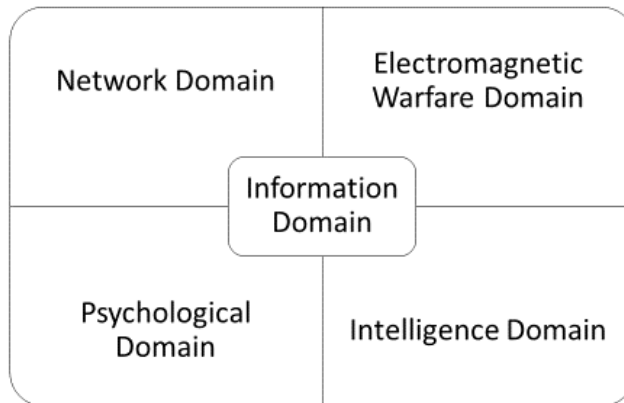 Network Domain
Electromagnetic
Warfare Domain
Information
Domain
Psychological
Domain
Intelligence Domain